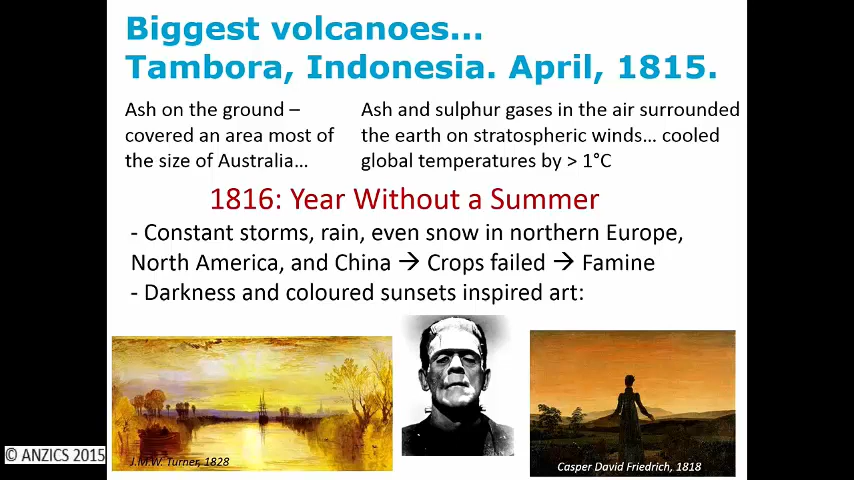 Biggest volcanoes...
Tambora, Indonesia. April, 1815.
Ash on the ground –
covered an area most of
the size of Australia...
Ash and sulphur gases in the air surrounded
the earth on stratospheric winds... cooled
global temperatures by > 1°C
1816: Year Without a Summer
- Constant storms, rain, even snow in northern Europe,
North America, and China → Crops failed → Famine
- Darkness and coloured sunsets inspired art:
J.M.W. Turner, 1828
Casper David Friedrich, 1818
© ANZICS 2015